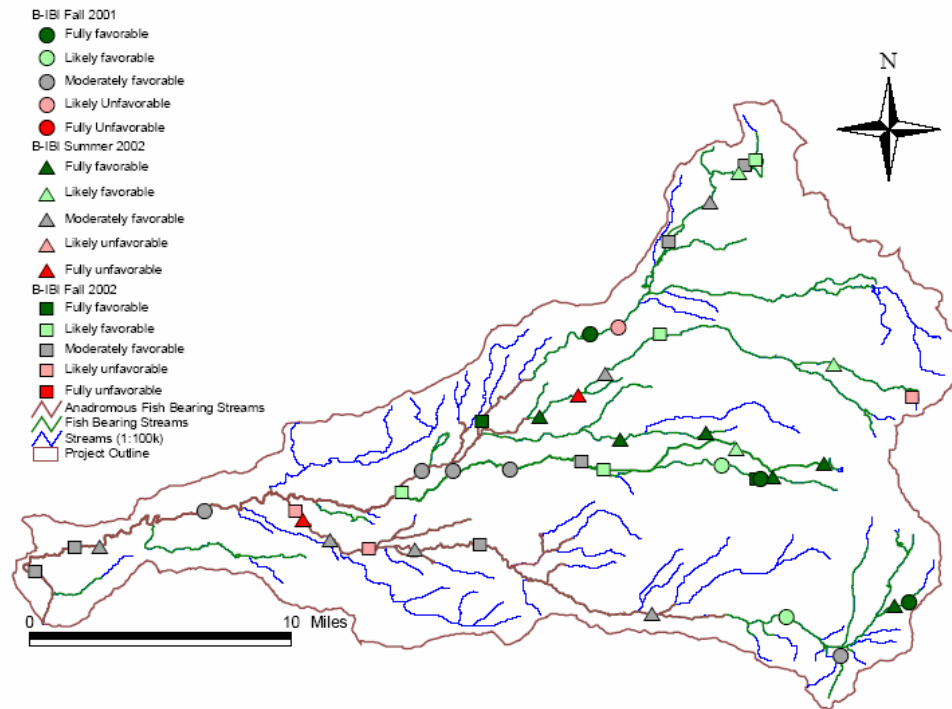 B-IBI Fall 2001
Fully favorable
Likely favorable
Moderately favorable
Likely Unfavorable
Fully Unfavorable
B-IBI Summer 2002
Fully favorable
Likely favorable
Moderately favorable
Likely unfavorable
Fully unfavorable
B-IBI Fall 2002
Fully favorable
Likely favorable
Moderately favorable
Likely unfavorable
Fully unfavorable
Anadromous Fish Bearing Streams
Fish Bearing Streams
Streams (1:100k)
Project Outline
N
0 10 Miles